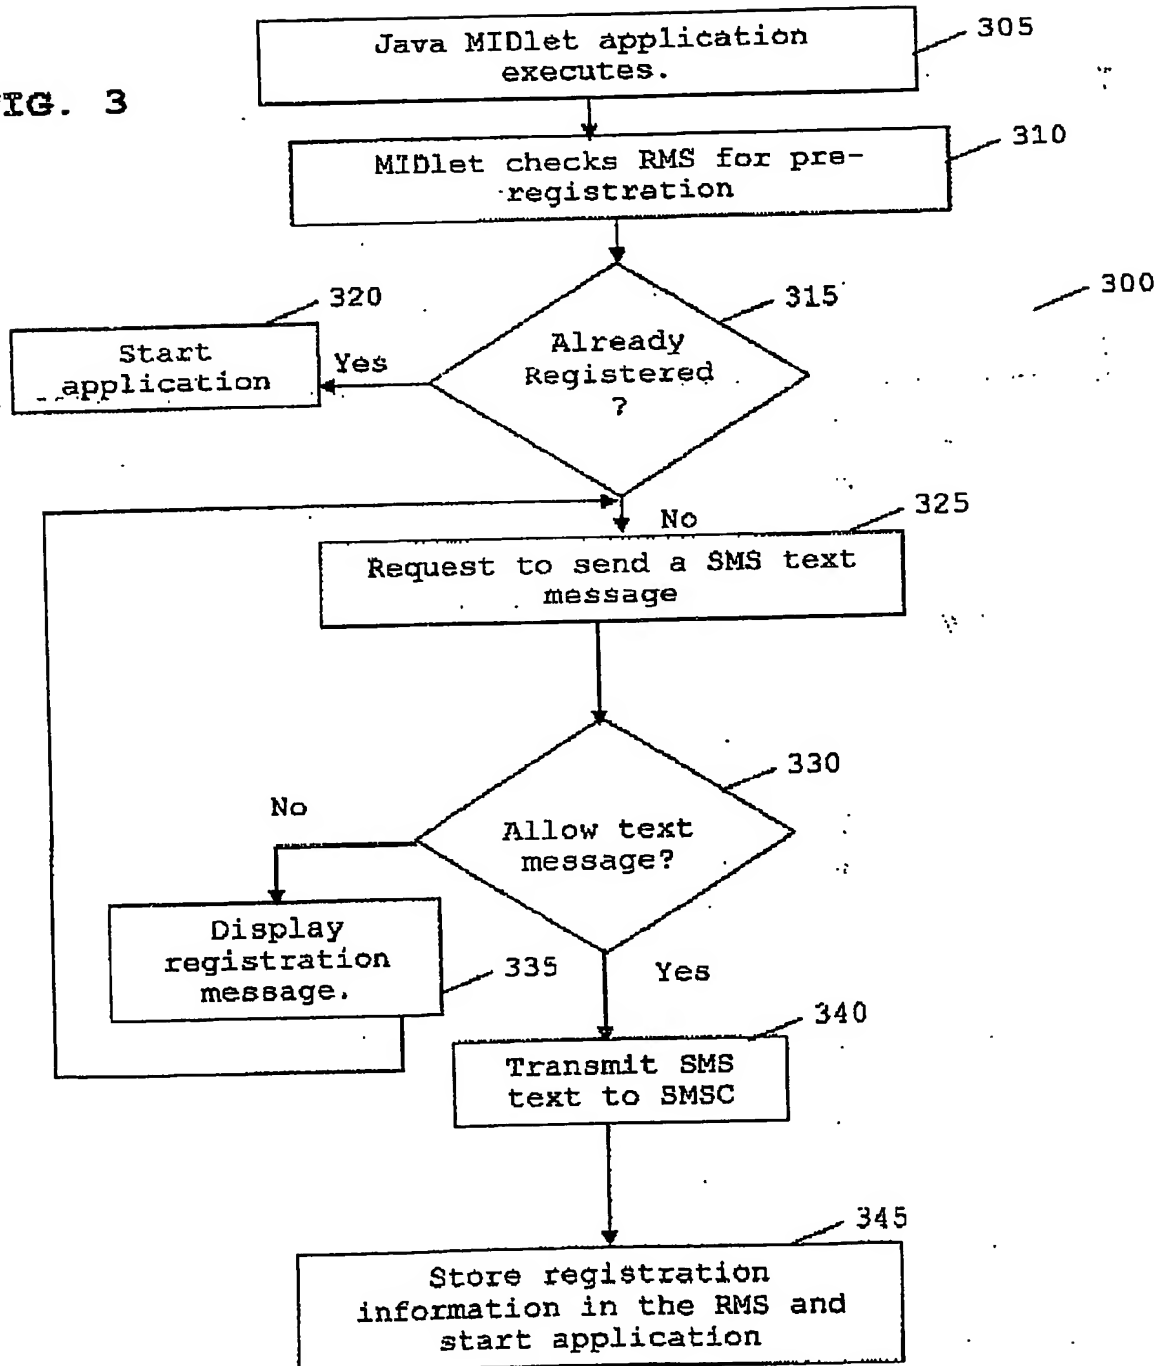 Java MIDlet application
executes.
305
IG. 3
MIDlet checks RMS for pre-
registration
310
300
320
315
Already
Registered
?
Start
application
Yes
No
325
Request to send a SMS text
message
330
No
Allow text
message?
Display
registration
message.
335
Yes
340
Transmit SMS
text to SMSC
345
Store registration
information in the RMS and
start application